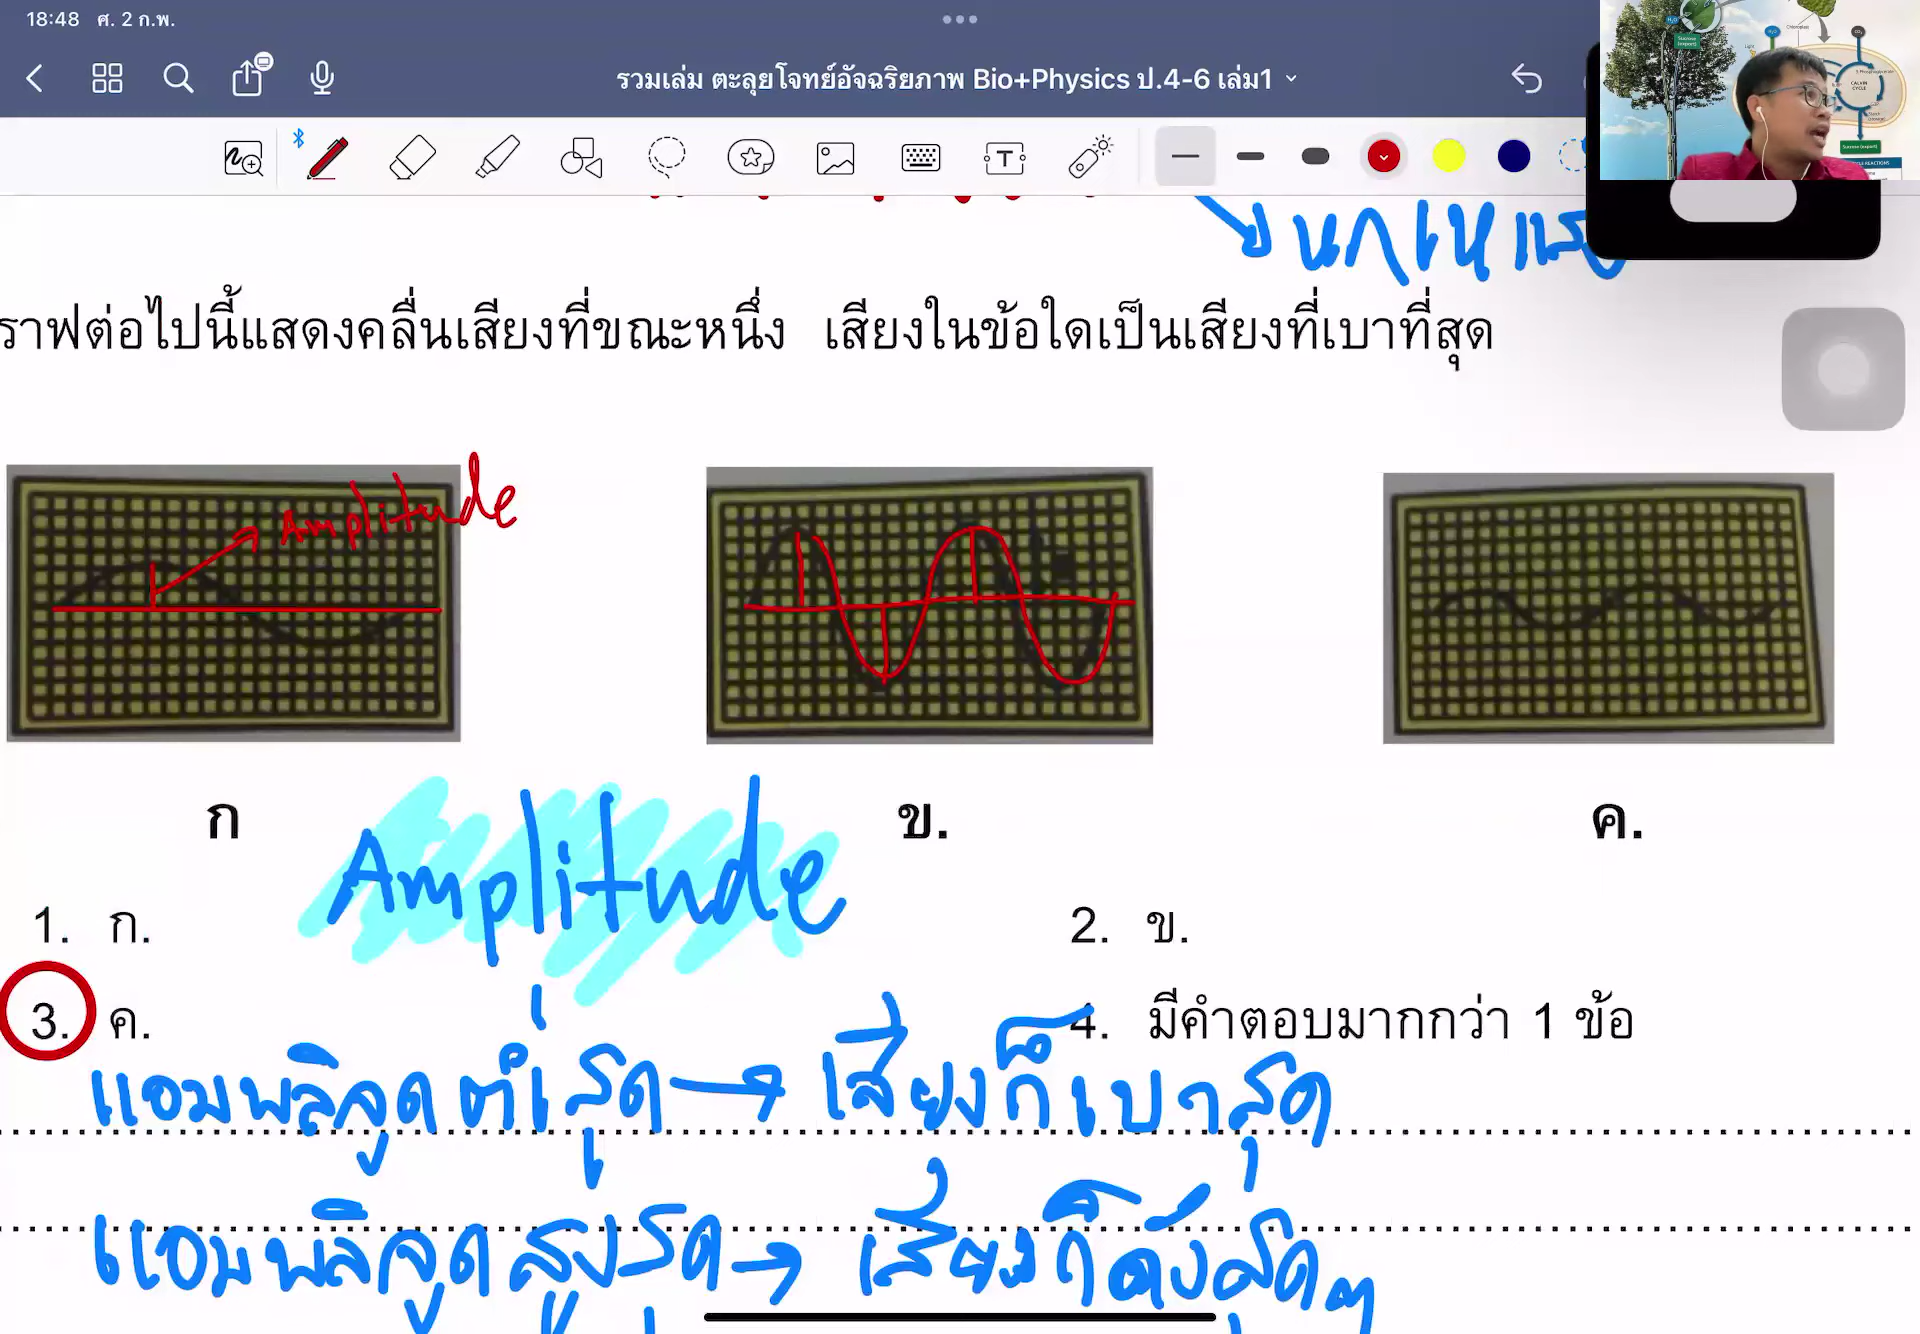 18:48 ศ. 2 ก.พ.
รวมเล่ม ตะลุยโจทย์อัจฉริยภาพ Bio+Physics ป.4-6 เล่ม1
ราฟต่อไปนี้แสดงคลื่นเสียงที่ขณะหนึ่ง เสียงในข้อใดเป็นเสียงที่เบาที่สุด
Amplitude
ก ข. ค.
Amplitude
1. ก. 2. ข.
3. ค. 4. มีคำตอบมากกว่า 1 ข้อ
แอมพลิจูดต่ำสุด → เสียงก็เบาสุด
แอมพลิจูดสูงสุด → เสียงก็ดังสุดๆ
CALVIN CYCLE